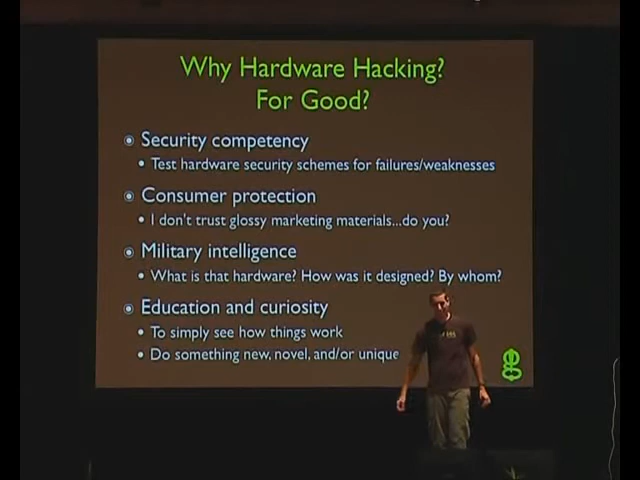 Why Hardware Hacking?
For Good?
Security competency
Test hardware security schemes for failures/weaknesses
Consumer protection
I don't trust glossy marketing materials...do you?
Military intelligence
What is that hardware? How was it designed? By whom?
Education and curiosity
To simply see how things work
Do something new, novel, and/or unique